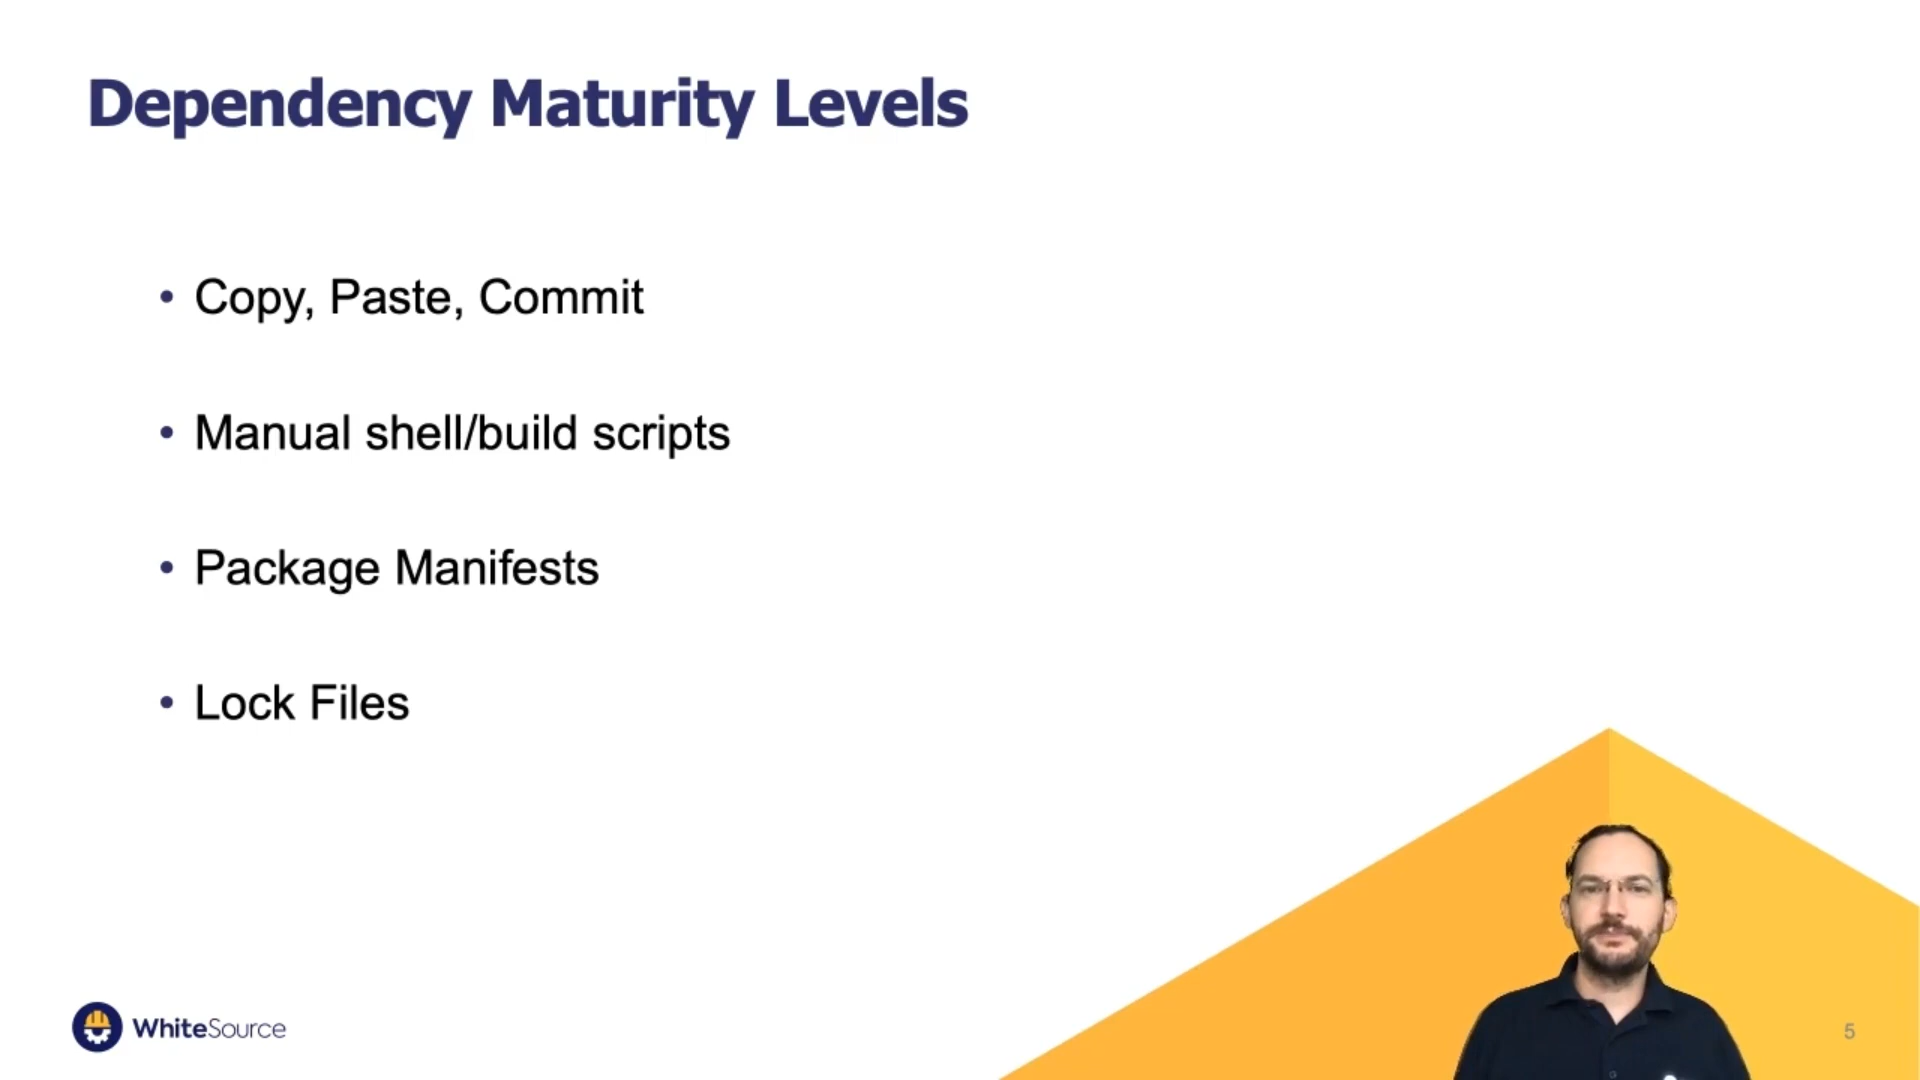 Dependency Maturity Levels
• Copy, Paste, Commit
• Manual shell/build scripts
• Package Manifests
• Lock Files
WhiteSource
5